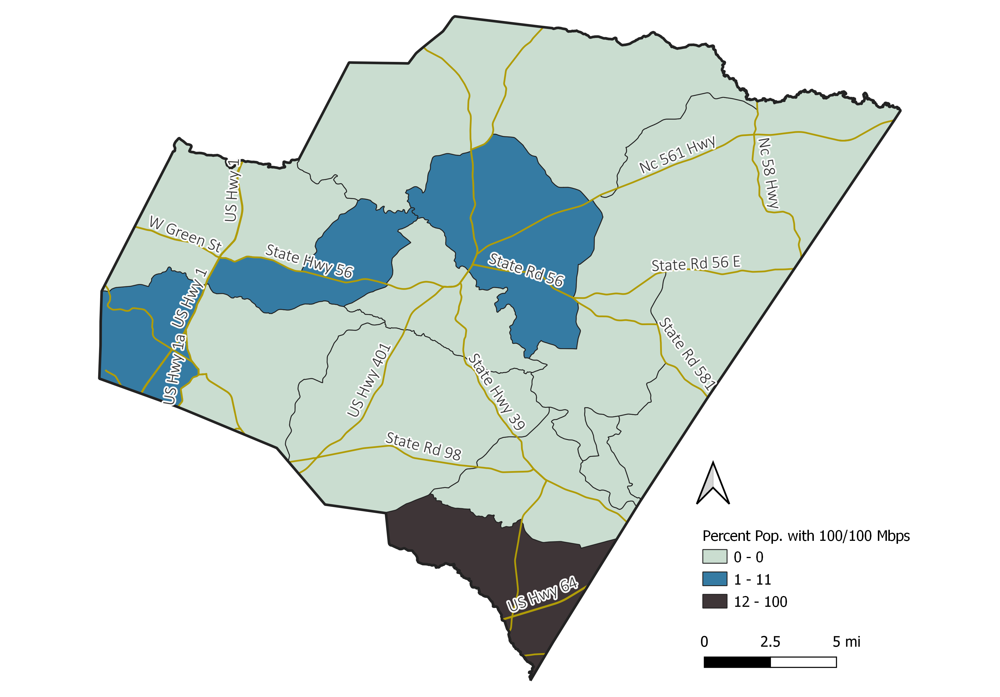 US Hwy 1
Nc 561 Hwy
Nc 58 Hwy
W Green St
State Hwy 56
State Rd 56
State Rd 56 E
US Hwy 1
US Hwy 1a
US Hwy 401
State Hwy 39
State Rd 581
State Rd 98
US Hwy 64
Percent Pop. with 100/100 Mbps
0 - 0
1 - 11
12 - 100
0 2.5 5 mi